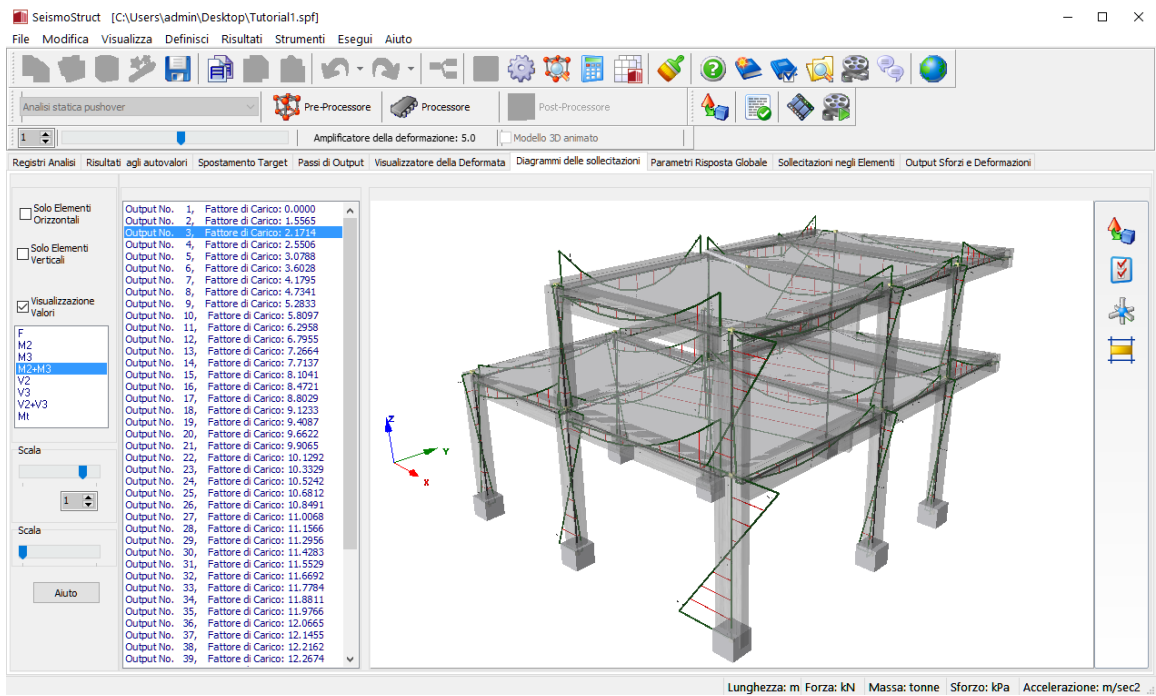 SeismoStruct [C:\Users\admin\Desktop\Tutorial1.spf]
File Modifica Visualizza Definisci Risultati Strumenti Esegui Aiuto
Analisi statica pushover Pre-Processore Processore Post-Processore
1 Amplificatore della deformazione: 5.0 Modello 3D animato
Registri Analisi Risultati agli autovalori Spostamento Target Passi di Output Visualizzatore della Deformata Diagrammi delle sollecitazioni Parametri Risposta Globale Sollecitazioni negli Elementi Output Sforzi e Deformazioni
Solo Elementi
Orizzontali
Solo Elementi
Verticali
Visualizzazione
Valori
F
M2
M3
M2+M3
V2
V3
V2+V3
Mt
Scala
1
Scala
Aiuto
Output No. 1, Fattore di Carico: 0.0000
Output No. 2, Fattore di Carico: 1.5565
Output No. 3, Fattore di Carico: 2.1714
Output No. 4, Fattore di Carico: 2.5506
Output No. 5, Fattore di Carico: 3.0788
Output No. 6, Fattore di Carico: 3.6028
Output No. 7, Fattore di Carico: 4.1795
Output No. 8, Fattore di Carico: 4.7341
Output No. 9, Fattore di Carico: 5.2833
Output No. 10, Fattore di Carico: 5.8097
Output No. 11, Fattore di Carico: 6.2958
Output No. 12, Fattore di Carico: 6.7955
Output No. 13, Fattore di Carico: 7.2664
Output No. 14, Fattore di Carico: 7.7137
Output No. 15, Fattore di Carico: 8.1041
Output No. 16, Fattore di Carico: 8.4721
Output No. 17, Fattore di Carico: 8.8029
Output No. 18, Fattore di Carico: 9.1233
Output No. 19, Fattore di Carico: 9.4087
Output No. 20, Fattore di Carico: 9.6622
Output No. 21, Fattore di Carico: 9.9065
Output No. 22, Fattore di Carico: 10.1292
Output No. 23, Fattore di Carico: 10.3329
Output No. 24, Fattore di Carico: 10.5242
Output No. 25, Fattore di Carico: 10.6812
Output No. 26, Fattore di Carico: 10.8491
Output No. 27, Fattore di Carico: 11.0068
Output No. 28, Fattore di Carico: 11.1566
Output No. 29, Fattore di Carico: 11.2956
Output No. 30, Fattore di Carico: 11.4283
Output No. 31, Fattore di Carico: 11.5529
Output No. 32, Fattore di Carico: 11.6692
Output No. 33, Fattore di Carico: 11.7784
Output No. 34, Fattore di Carico: 11.8811
Output No. 35, Fattore di Carico: 11.9766
Output No. 36, Fattore di Carico: 12.0665
Output No. 37, Fattore di Carico: 12.1455
Output No. 38, Fattore di Carico: 12.2162
Output No. 39, Fattore di Carico: 12.2674
Z
Y
X
Lunghezza: m Forza: kN Massa: tonne Sforzo: kPa Accelerazione: m/sec2